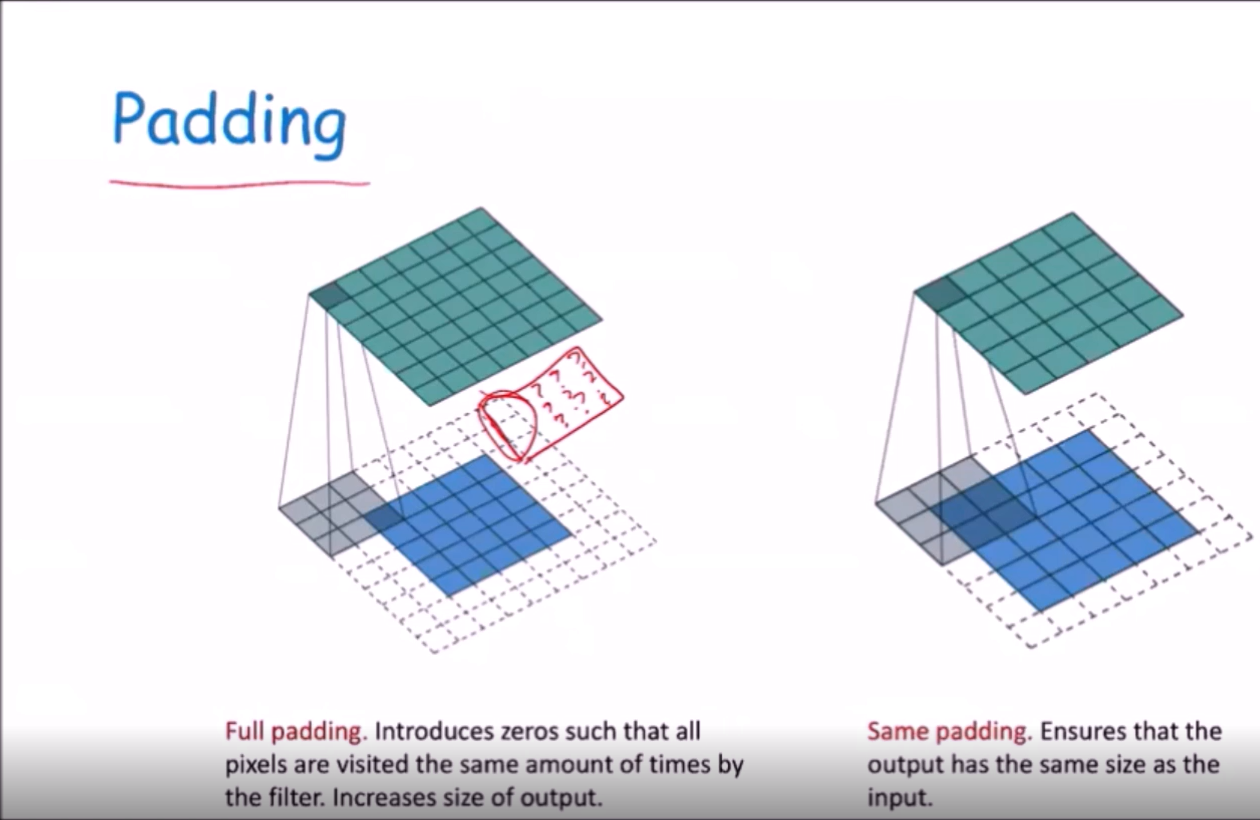 Padding
Full padding. Introduces zeros such that all
pixels are visited the same amount of times by
the filter. Increases size of output.
Same padding. Ensures that the
output has the same size as the
input.